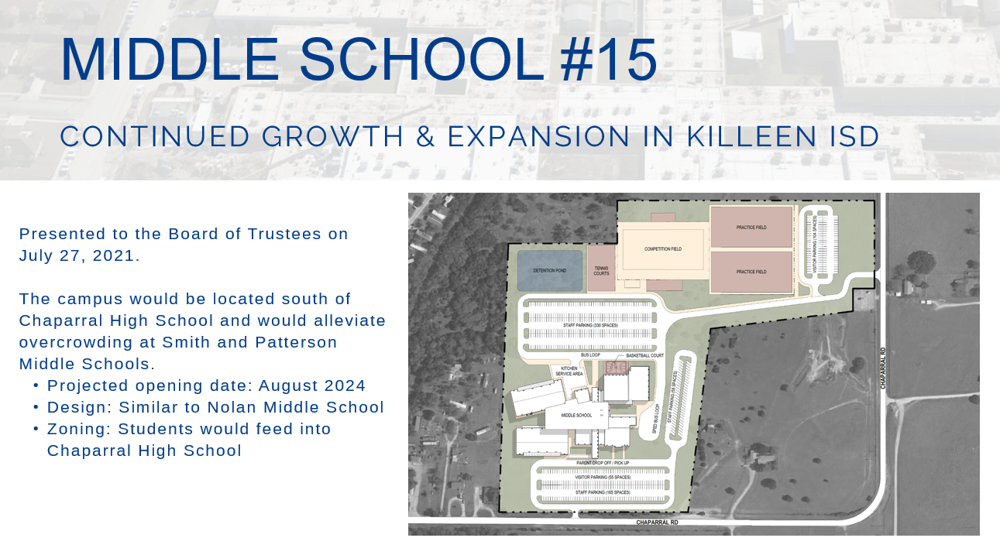 MIDDLE SCHOOL #15
CONTINUED GROWTH & EXPANSION IN KILLEEN ISD
Presented to the Board of Trustees on
July 27, 2021.
The campus would be located south of
Chaparral High School and would alleviate
overcrowding at Smith and Patterson
Middle Schools.
• Projected opening date: August 2024
• Design: Similar to Nolan Middle School
• Zoning: Students would feed into
Chaparral High School
PRACTICE FIELD
VISITOR PARKING (124 SPACES)
COMPETITION FIELD
DETENTION POND
TENNIS
COURTS
PRACTICE FIELD
STAFF PARKING (330 SPACES)
BUS LOOP
BASKETBALL COURT
KITCHEN
SERVICE AREA
CHAPARRAL RD
STAFF PARKING (58 SPACES)
SPED BUS LOOP
MIDDLE SCHOOL
PARENT DROP OFF / PICK UP
VISITOR PARKING (55 SPACES)
STAFF PARKING (165 SPACES)
CHAPARRAL RD